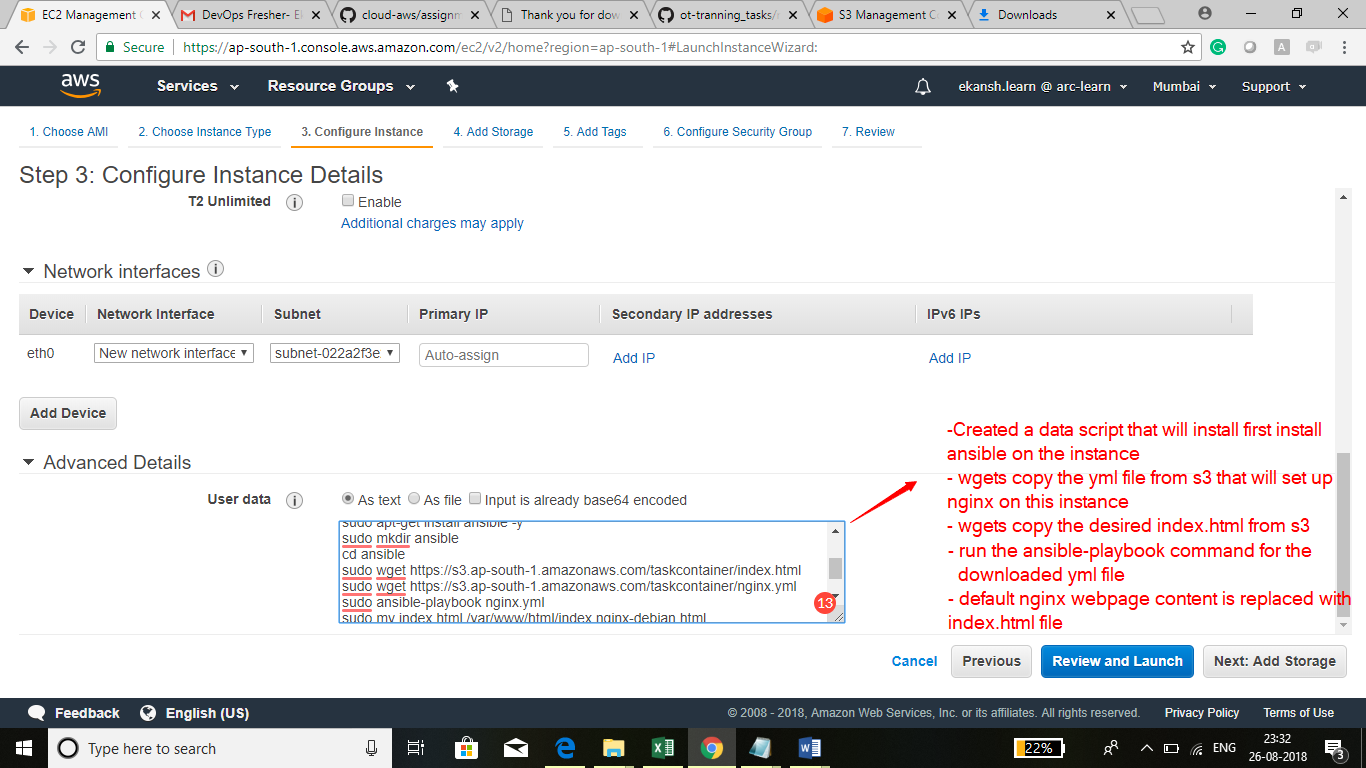 EC2 Management C
DevOps Fresher- E
cloud-aws/assignm
Thank you for dow
ot-tranning_tasks/
S3 Management C
Downloads
Secure
https://ap-south-1.console.aws.amazon.com/ec2/v2/home?region=ap-south-1#LaunchInstanceWizard:
aws
Services
Resource Groups
ekansh.learn @ arc-learn
Mumbai
Support
1. Choose AMI
2. Choose Instance Type
3. Configure Instance
4. Add Storage
5. Add Tags
6. Configure Security Group
7. Review
Step 3: Configure Instance Details
T2 Unlimited
Enable
Additional charges may apply
Network interfaces
Device
Network Interface
Subnet
Primary IP
Secondary IP addresses
IPv6 IPs
eth0
New network interface
subnet-022a2f3e
Auto-assign
Add IP
Add IP
Add Device
Advanced Details
User data
As text
As file
Input is already base64 encoded
sudo apt-get install ansible -y
sudo mkdir ansible
cd ansible
sudo wget https://s3.ap-south-1.amazonaws.com/taskcontainer/index.html
sudo wget https://s3.ap-south-1.amazonaws.com/taskcontainer/nginx.yml
sudo ansible-playbook nginx.yml
sudo mv index.html /var/www/html/index.nginx-debian.html
13
-Created a data script that will install first install
ansible on the instance
- wgets copy the yml file from s3 that will set up
nginx on this instance
- wgets copy the desired index.html from s3
- run the ansible-playbook command for the
downloaded yml file
- default nginx webpage content is replaced with
index.html file
Cancel
Previous
Review and Launch
Next: Add Storage
Feedback
English (US)
© 2008 - 2018, Amazon Web Services, Inc. or its affiliates. All rights reserved.
Privacy Policy
Terms of Use
Type here to search
22%
ENG
23:32
26-08-2018
3